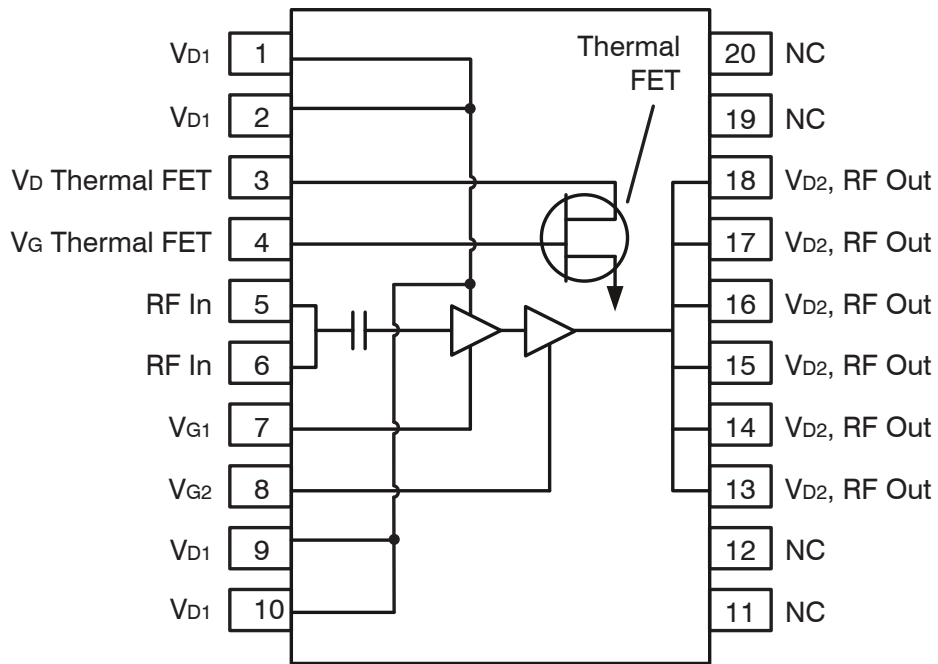 VD1 1
VD1 2
VD Thermal FET 3
VG Thermal FET 4
RF In 5
RF In 6
VG1 7
VG2 8
VD1 9
VD1 10
Thermal
FET
20 NC
19 NC
18 VD2, RF Out
17 VD2, RF Out
16 VD2, RF Out
15 VD2, RF Out
14 VD2, RF Out
13 VD2, RF Out
12 NC
11 NC